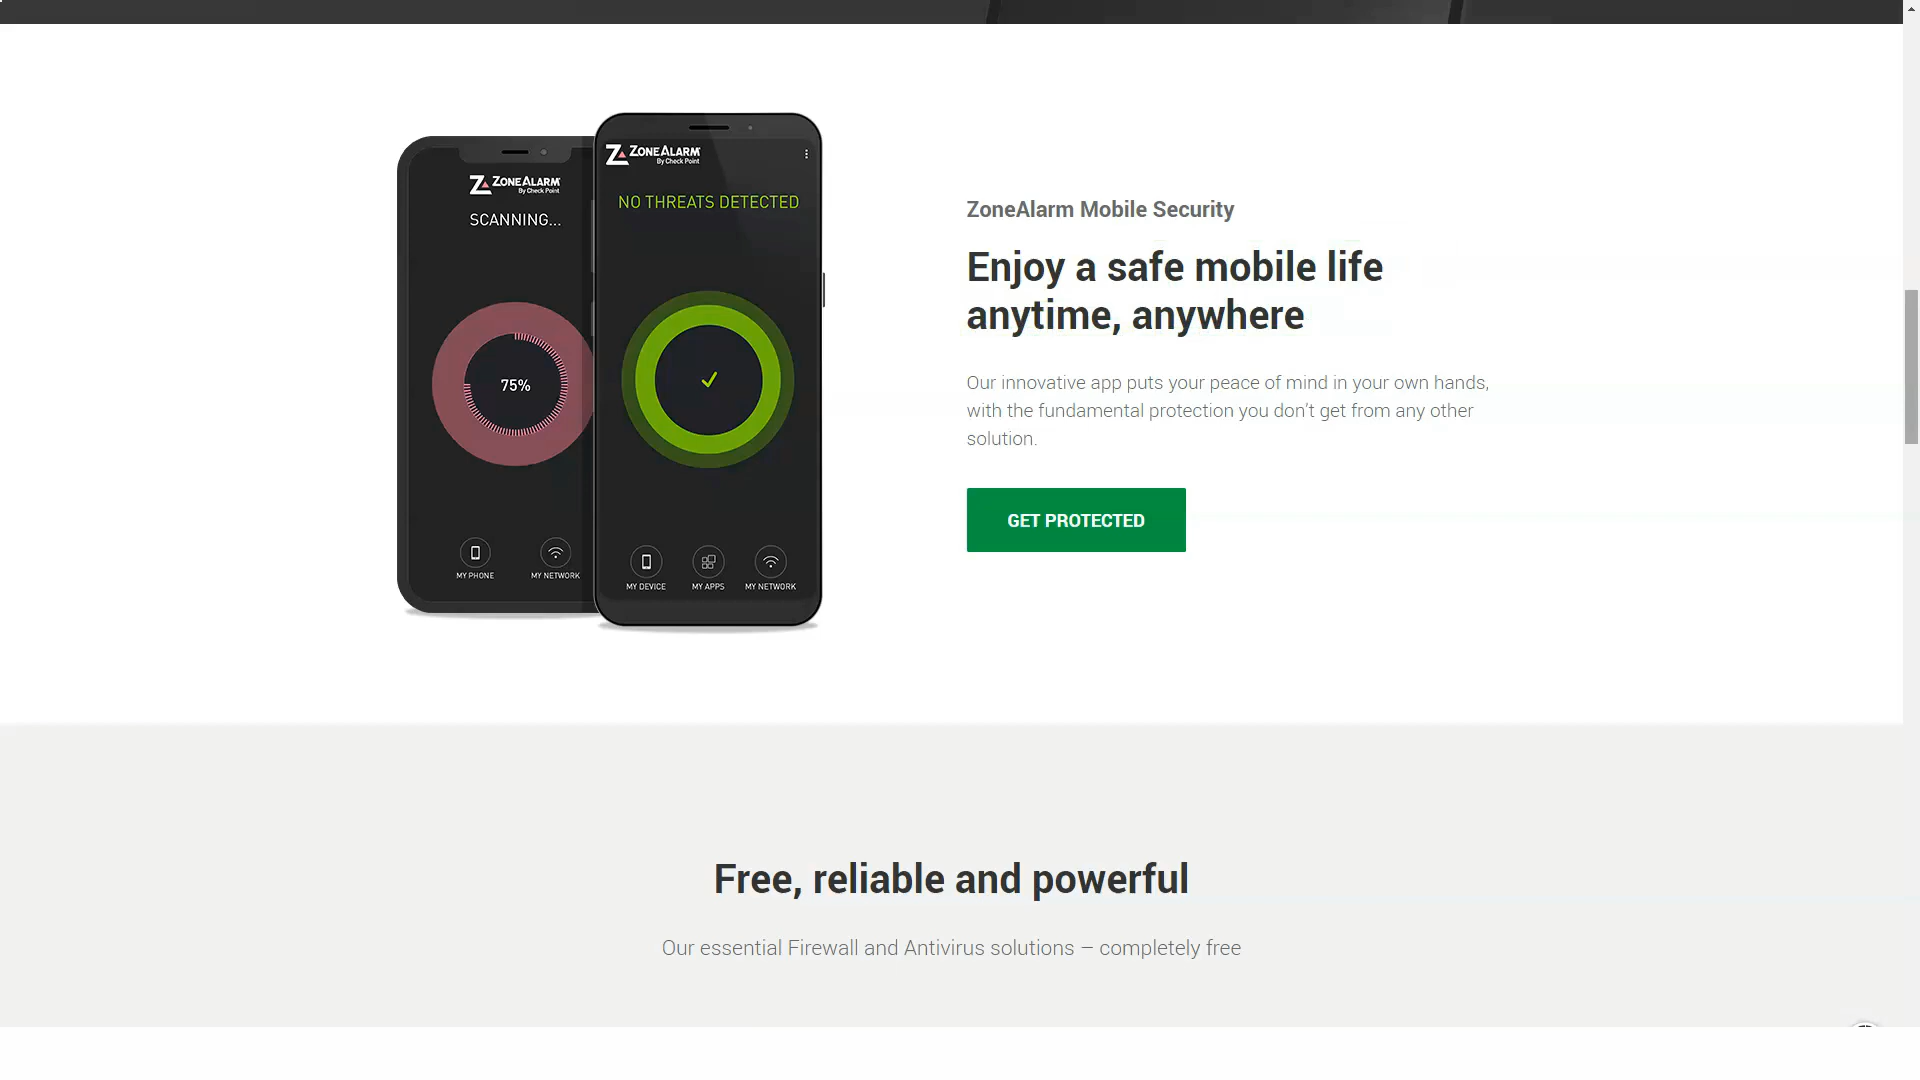 ZONEALARM
By Check Point
SCANNING...
75%
MY PHONE
MY NETWORK
ZONEALARM
By Check Point
NO THREATS DETECTED
MY DEVICE
MY APPS
MY NETWORK
ZoneAlarm Mobile Security
Enjoy a safe mobile life
anytime, anywhere
Our innovative app puts your peace of mind in your own hands,
with the fundamental protection you don’t get from any other
solution.
GET PROTECTED
Free, reliable and powerful
Our essential Firewall and Antivirus solutions – completely free